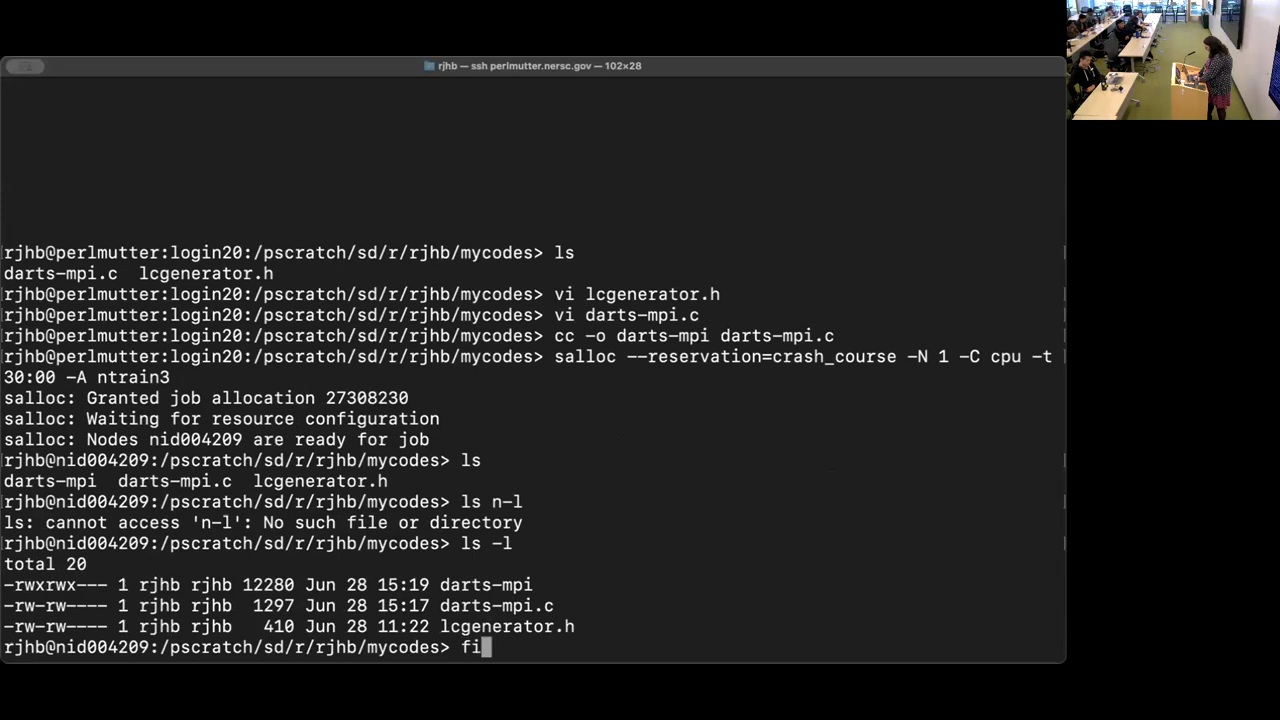 rjhb — ssh perlmutter.nersc.gov — 102×28
rjhb@perlmutter:login20:/pscratch/sd/r/rjhb/mycodes> ls
darts-mpi.c  lcgenerator.h
rjhb@perlmutter:login20:/pscratch/sd/r/rjhb/mycodes> vi lcgenerator.h
rjhb@perlmutter:login20:/pscratch/sd/r/rjhb/mycodes> vi darts-mpi.c
rjhb@perlmutter:login20:/pscratch/sd/r/rjhb/mycodes> cc -o darts-mpi darts-mpi.c
rjhb@perlmutter:login20:/pscratch/sd/r/rjhb/mycodes> salloc --reservation=crash_course -N 1 -C cpu -t
30:00 -A ntrain3
salloc: Granted job allocation 27308230
salloc: Waiting for resource configuration
salloc: Nodes nid004209 are ready for job
rjhb@nid004209:/pscratch/sd/r/rjhb/mycodes> ls
darts-mpi  darts-mpi.c  lcgenerator.h
rjhb@nid004209:/pscratch/sd/r/rjhb/mycodes> ls n-l
ls: cannot access 'n-l': No such file or directory
rjhb@nid004209:/pscratch/sd/r/rjhb/mycodes> ls -l
total 20
-rwxrwx--- 1 rjhb rjhb 12280 Jun 28 15:19 darts-mpi
-rw-rw---- 1 rjhb rjhb  1297 Jun 28 15:17 darts-mpi.c
-rw-rw---- 1 rjhb rjhb   410 Jun 28 11:22 lcgenerator.h
rjhb@nid004209:/pscratch/sd/r/rjhb/mycodes> fi